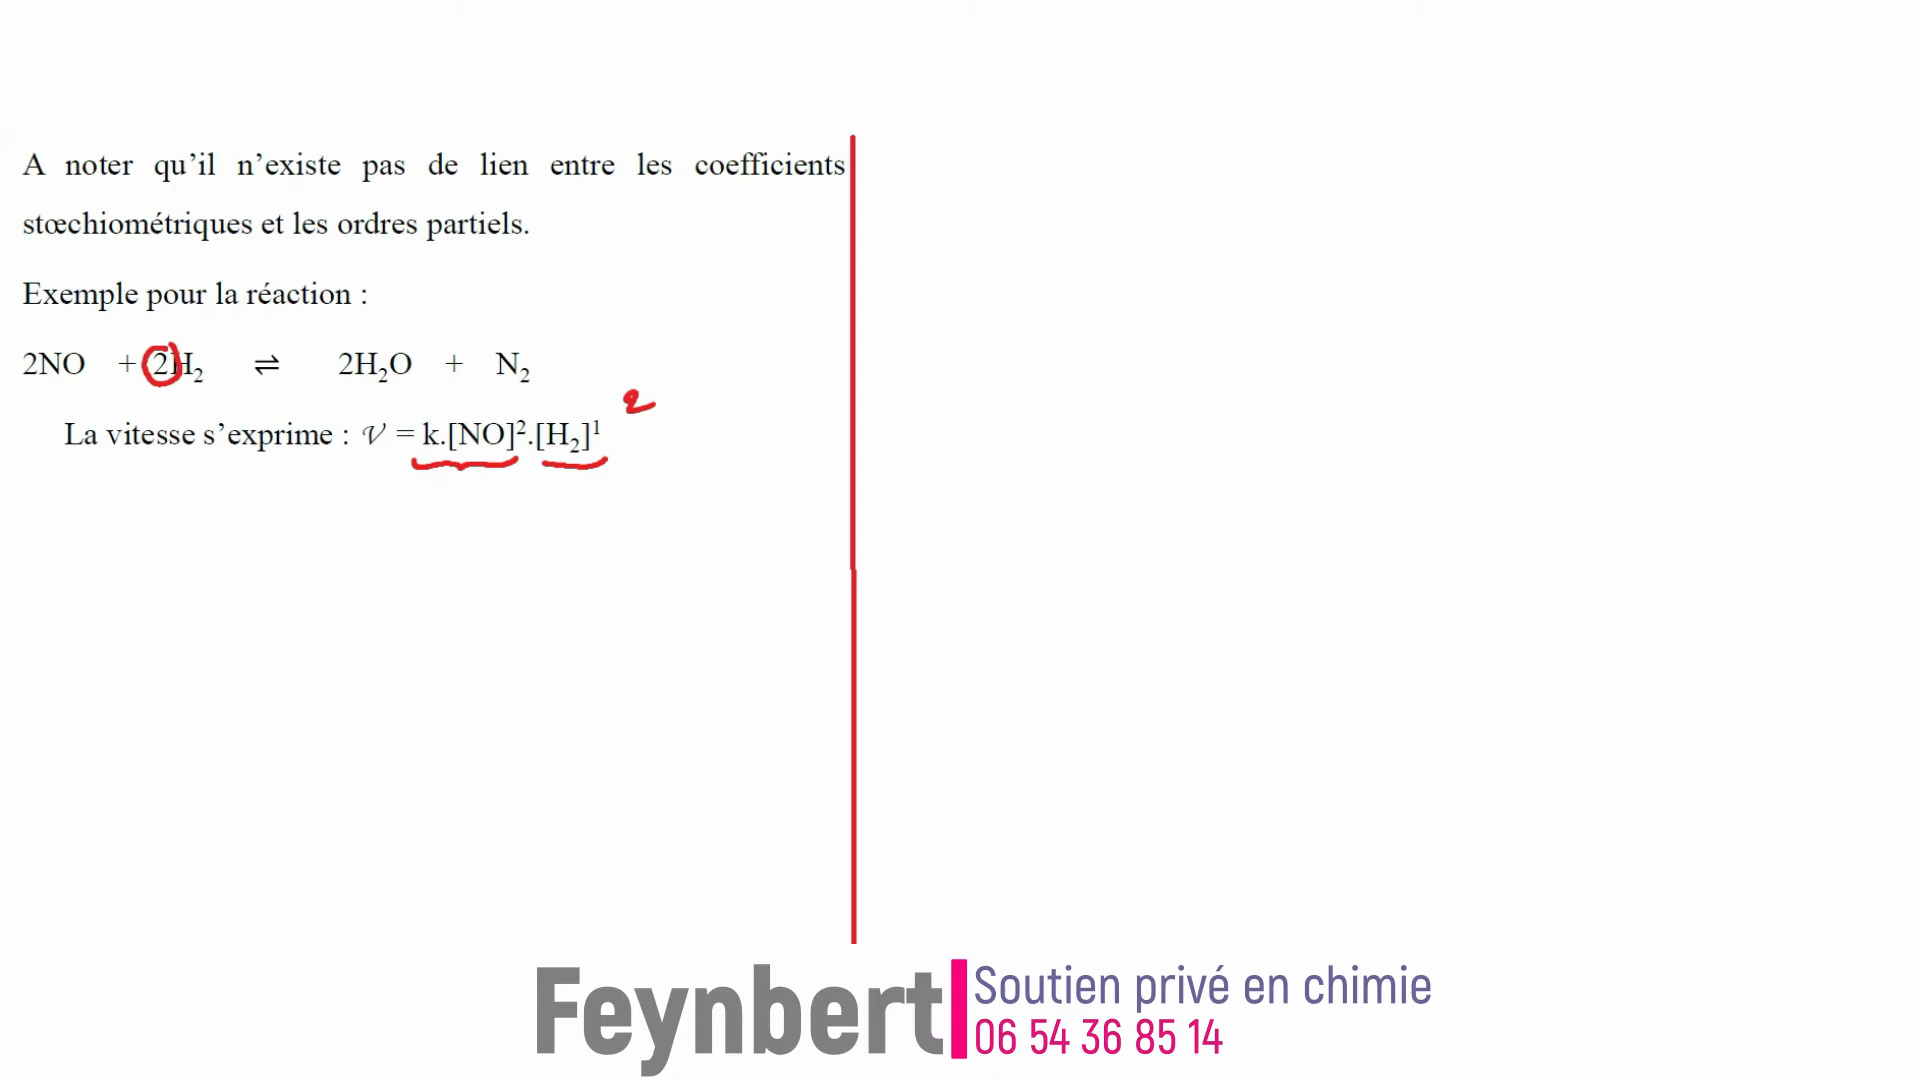 A noter qu’il n’existe pas de lien entre les coefficients
stœchiométriques et les ordres partiels.
Exemple pour la réaction :
2NO + 2H₂ ⇌ 2H₂O + N₂
2
La vitesse s’exprime : 𝒱 = k.[NO]².[H₂]¹
Feynbert
Soutien privé en chimie
06 54 36 85 14